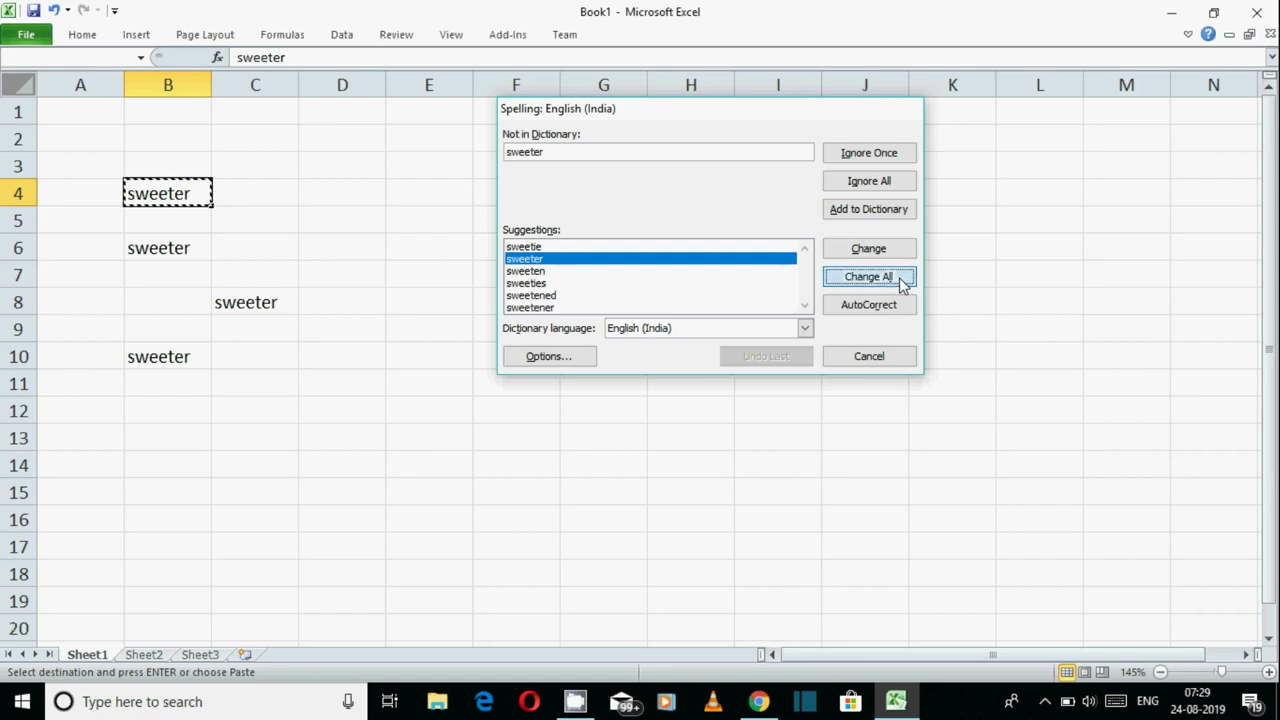 Book1 - Microsoft Excel
File Home Insert Page Layout Formulas Data Review View Add-Ins Team
fx sweeter
A B C D E F G H I J K L M N
1
2
3
4 sweeter
5
6 sweeter
7
8 sweeter
9
10 sweeter
11
12
13
14
15
16
17
18
19
20
Spelling: English (India)
Not in Dictionary:
sweeter
Ignore Once
Ignore All
Add to Dictionary
Suggestions:
sweetie
sweeter
sweeten
sweeties
sweetened
sweetener
Change
Change All
AutoCorrect
Dictionary language: English (India)
Options... Undo Last Cancel
Sheet1 Sheet2 Sheet3
Select destination and press ENTER or choose Paste 145%
Type here to search 99+ ENG 07:29
24-08-2019 19